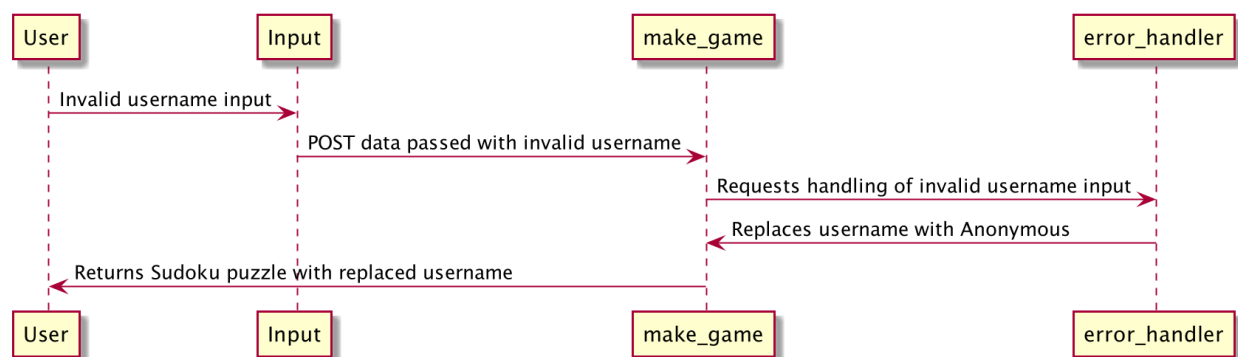 User
Input
make_game
error_handler
Invalid username input
POST data passed with invalid username
Requests handling of invalid username input
Replaces username with Anonymous
Returns Sudoku puzzle with replaced username
User
Input
make_game
error_handler